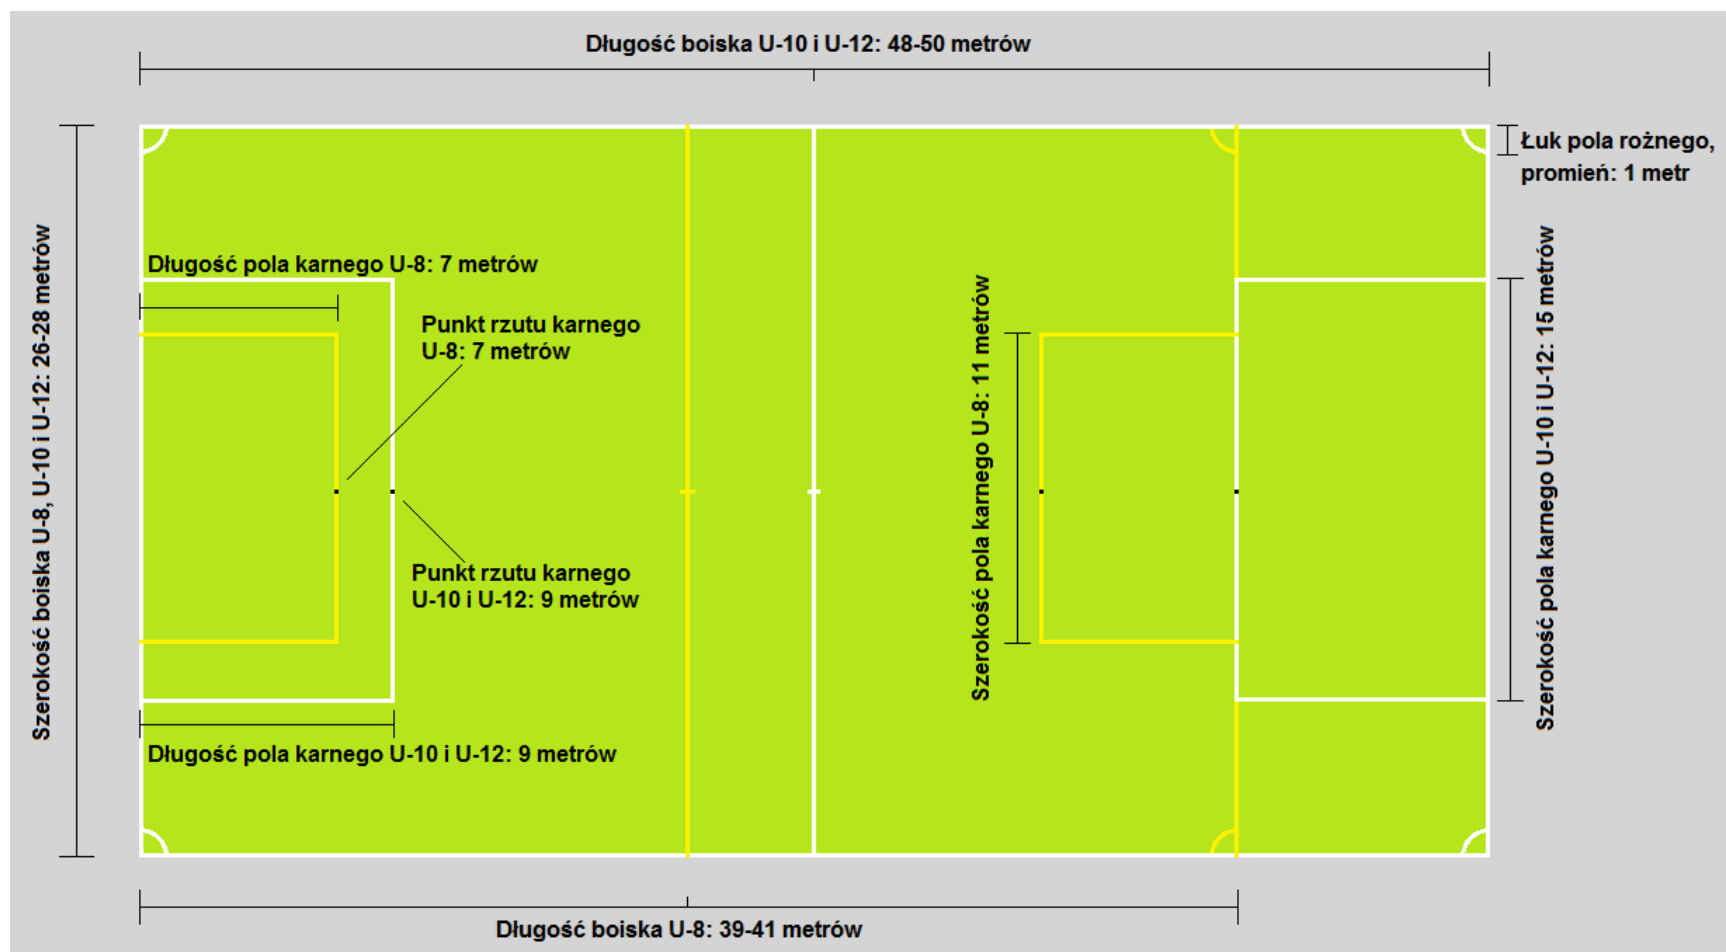 Długość boiska U-10 i U-12: 48-50 metrów
Łuk pola rożnego,
promień: 1 metr
Szerokość boiska U-8, U-10 i U-12: 26-28 metrów
Długość pola karnego U-8: 7 metrów
Punkt rzutu karnego
U-8: 7 metrów
Szerokość pola karnego U-8: 11 metrów
Szerokość pola karnego U-10 i U-12: 15 metrów
Punkt rzutu karnego
U-10 i U-12: 9 metrów
Długość pola karnego U-10 i U-12: 9 metrów
Długość boiska U-8: 39-41 metrów